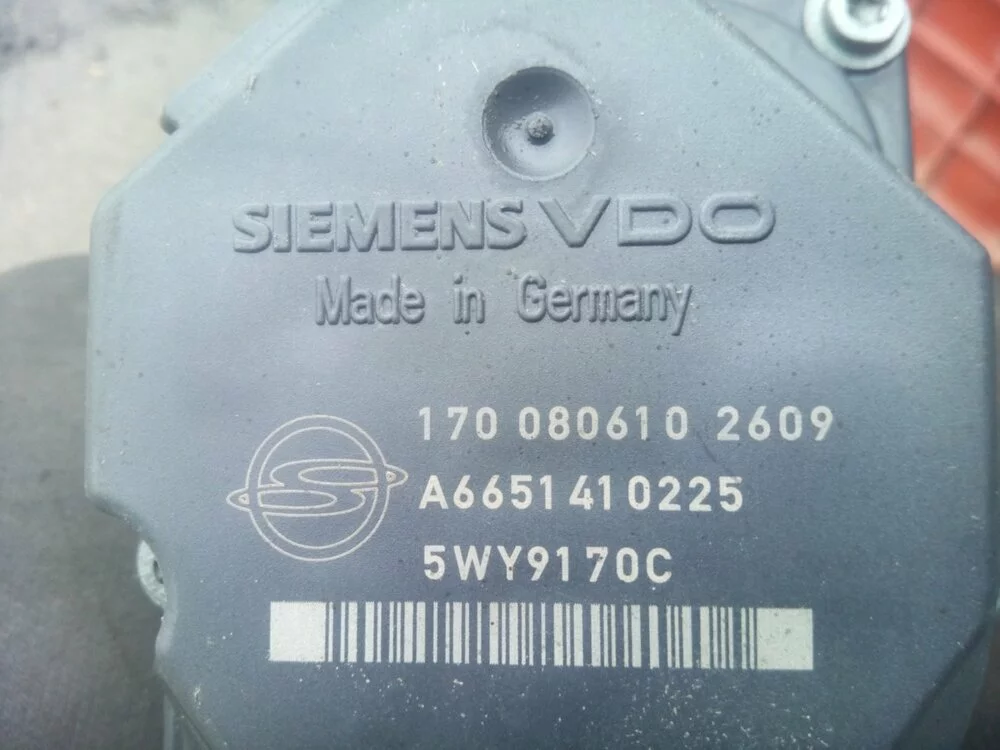 SIEMENS VDO
Made in Germany
170 080610 2609
A6651410225
5WY9170C